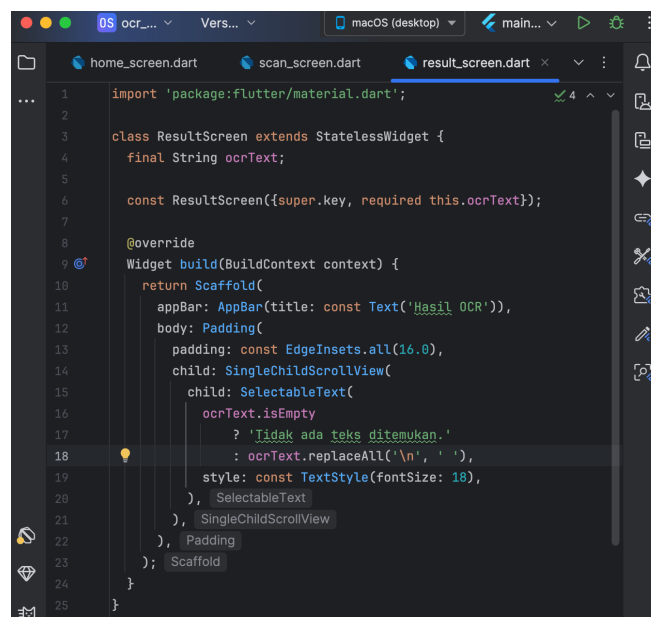 OS ocr_... Vers... macOS (desktop) main...
home_screen.dart scan_screen.dart result_screen.dart ×
1 import 'package:flutter/material.dart'; 4
2
3 class ResultScreen extends StatelessWidget {
4 final String ocrText;
5
6 const ResultScreen({super.key, required this.ocrText});
7
8 @override
9 Widget build(BuildContext context) {
10 return Scaffold(
11 appBar: AppBar(title: const Text('Hasil OCR')),
12 body: Padding(
13 padding: const EdgeInsets.all(16.0),
14 child: SingleChildScrollView(
15 child: SelectableText(
16 ocrText.isEmpty
17 ? 'Tidak ada teks ditemukan.'
18 : ocrText.replaceAll('\n', ' '),
19 style: const TextStyle(fontSize: 18),
20 ), SelectableText
21 ), SingleChildScrollView
22 ), Padding
23 ); Scaffold
24 }
25 }